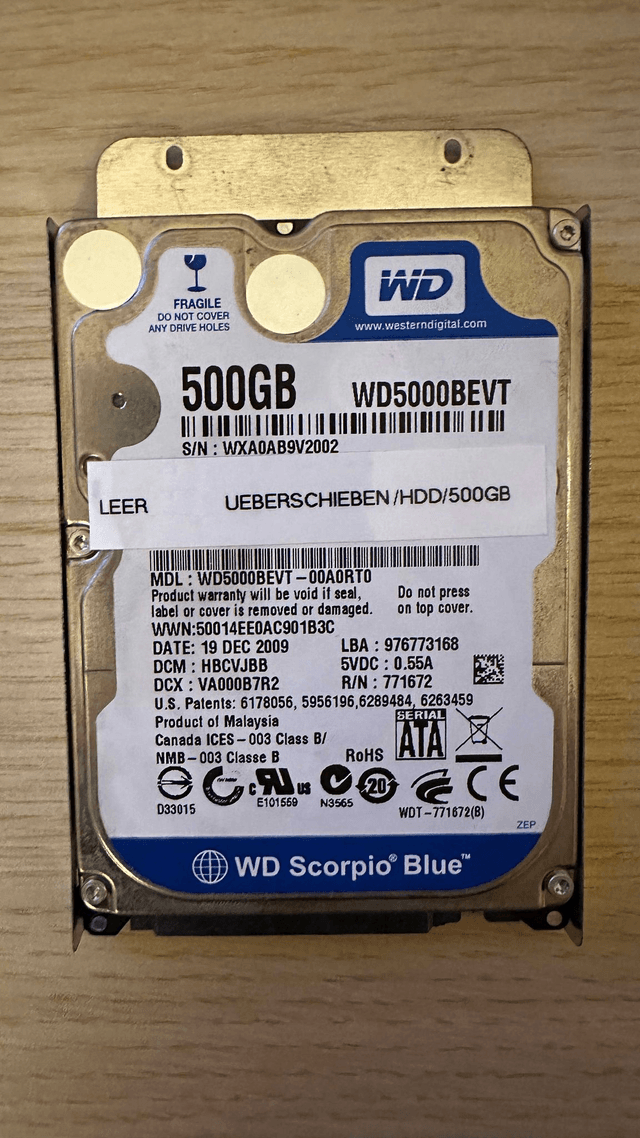 FRAGILE
DO NOT COVER
ANY DRIVE HOLES
WD
www.westerndigital.com
500GB WD5000BEVT
S/N : WXA0AB9V2002
LEER UEBERSCHIEBEN/HDD/500GB
MDL : WD5000BEVT-00A0RT0
Product warranty will be void if seal,
label or cover is removed or damaged.
Do not press
on top cover.
WWN:50014EE0AC901B3C
DATE: 19 DEC 2009 LBA : 976773168
DCM : HBCVJBB 5VDC : 0.55A
DCX : VA000B7R2 R/N : 771672
U.S. Patents: 6178056, 5956196,6289484, 6263459
Product of Malaysia
Canada ICES-003 Class B/
NMB-003 Classe B
RoHS
SERIAL
ATA
D33015
c UL us
E101559
N3565
20
WDT-771672(B)
CE
ZEP
WD Scorpio® Blue™